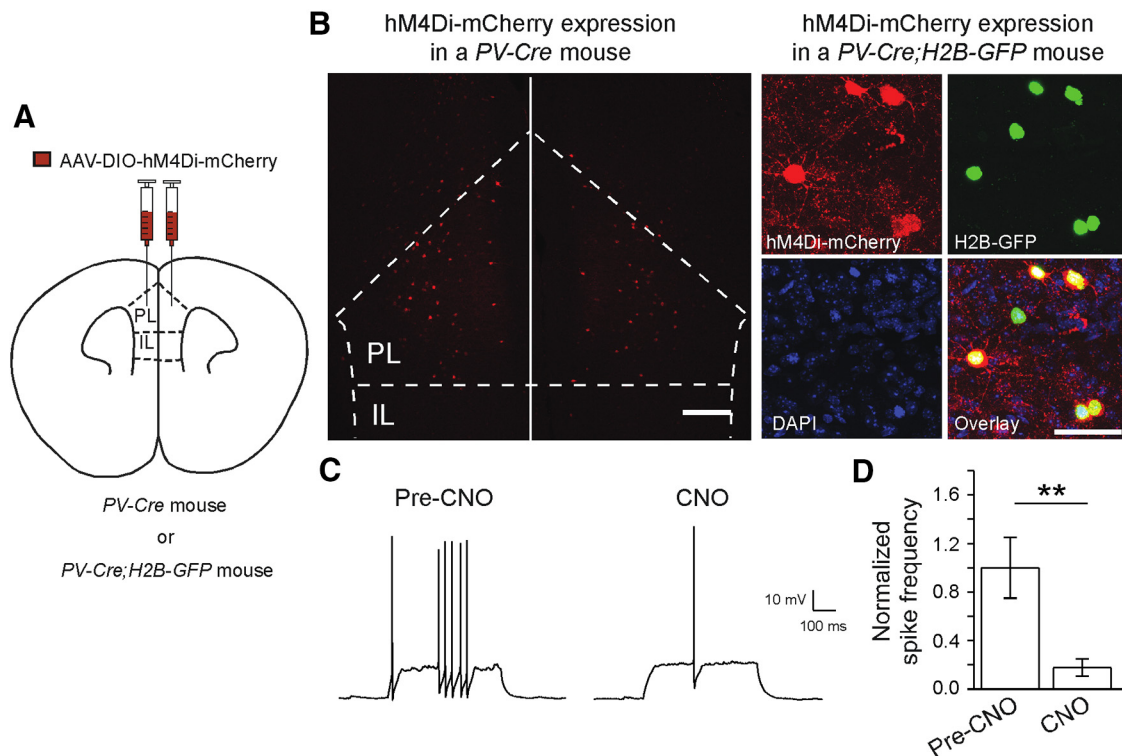 A
AAV-DIO-hM4Di-mCherry
PL
IL
PV-Cre mouse
or
PV-Cre;H2B-GFP mouse
B
hM4Di-mCherry expression
in a PV-Cre mouse
PL
IL
hM4Di-mCherry expression
in a PV-Cre;H2B-GFP mouse
hM4Di-mCherry
H2B-GFP
DAPI
Overlay
C
Pre-CNO
CNO
10 mV
100 ms
D
**
Normalized
spike frequency
1.6
1.2
0.8
0.4
0.0
Pre-CNO
CNO